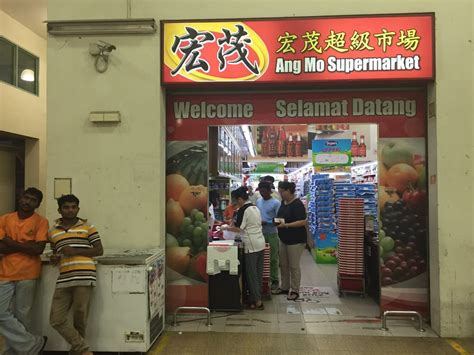 宏茂
宏茂超級市場
Ang Mo Supermarket
Welcome Selamat Datang